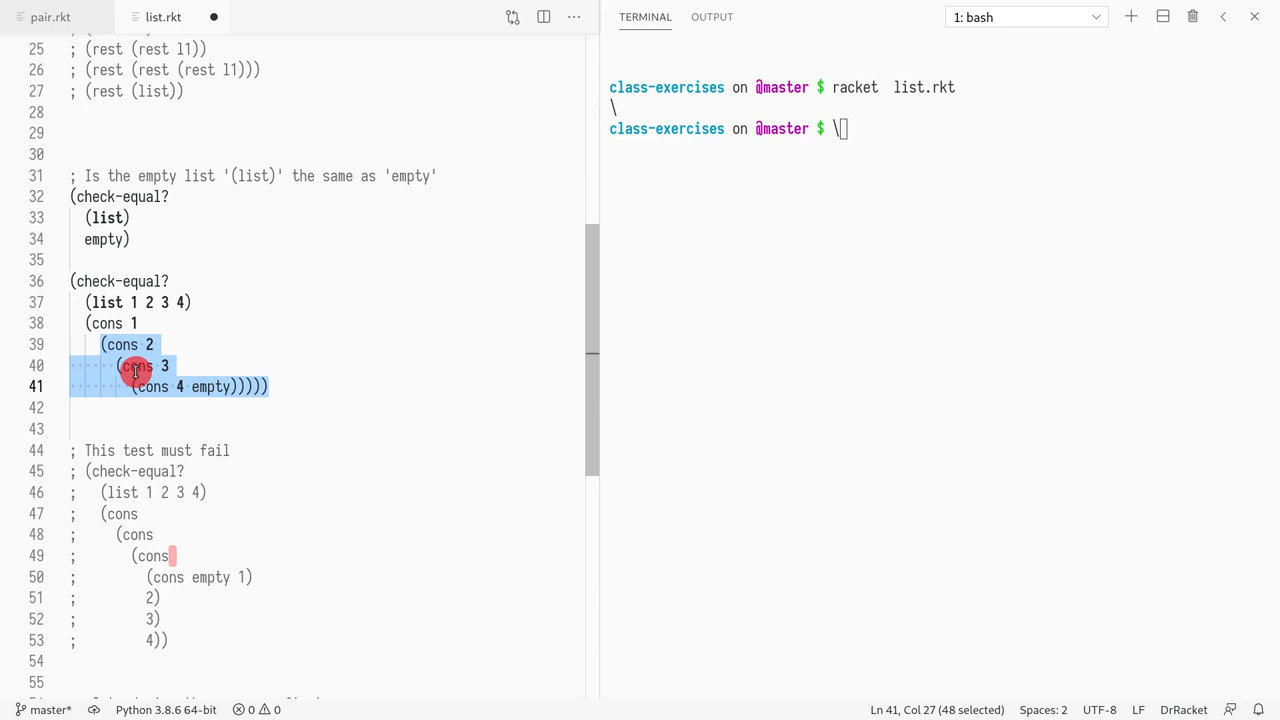 pair.rkt
list.rkt
TERMINAL
OUTPUT
1: bash
25 ; (rest (rest l1))
26 ; (rest (rest (rest l1)))
27 ; (rest (list))
28
29
30
31 ; Is the empty list '(list)' the same as 'empty'
32 (check-equal?
33 (list)
34 empty)
35
36 (check-equal?
37 (list 1 2 3 4)
38 (cons 1
39 (cons 2
40 (cons 3
41 (cons 4 empty)))))
42
43
44 ; This test must fail
45 ; (check-equal?
46 ; (list 1 2 3 4)
47 ; (cons
48 ; (cons
49 ; (cons
50 ; (cons empty 1)
51 ; 2)
52 ; 3)
53 ; 4))
54
55
class-exercises on @master $ racket  list.rkt
\
class-exercises on @master $ \
master*
Python 3.8.6 64-bit
0
0
Ln 41, Col 27 (48 selected)
Spaces: 2
UTF-8
LF
DrRacket